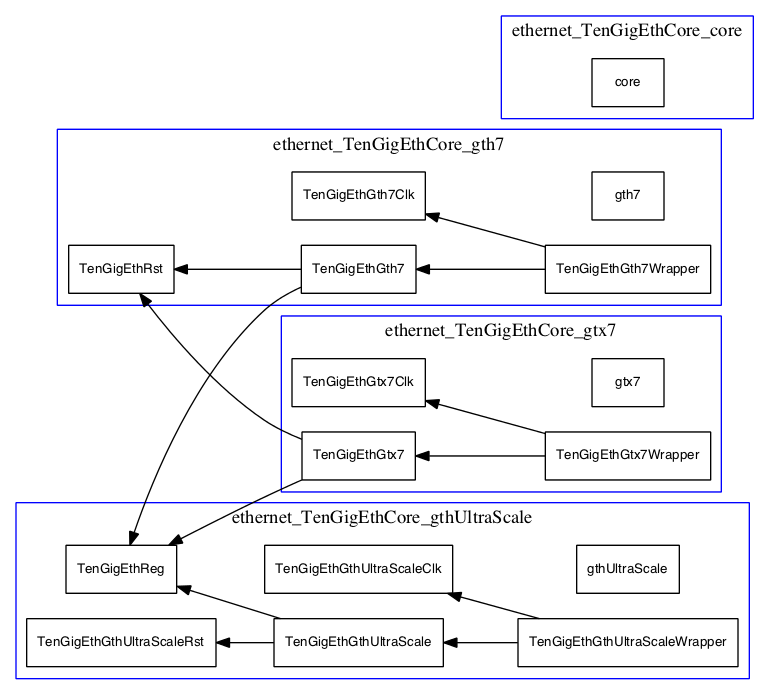 ethernet_TenGigEthCore_core
core
ethernet_TenGigEthCore_gth7
TenGigEthGth7Clk
gth7
TenGigEthRst
TenGigEthGth7
TenGigEthGth7Wrapper
ethernet_TenGigEthCore_gtx7
TenGigEthGtx7Clk
gtx7
TenGigEthGtx7
TenGigEthGtx7Wrapper
ethernet_TenGigEthCore_gthUltraScale
TenGigEthReg
TenGigEthGthUltraScaleClk
gthUltraScale
TenGigEthGthUltraScaleRst
TenGigEthGthUltraScale
TenGigEthGthUltraScaleWrapper